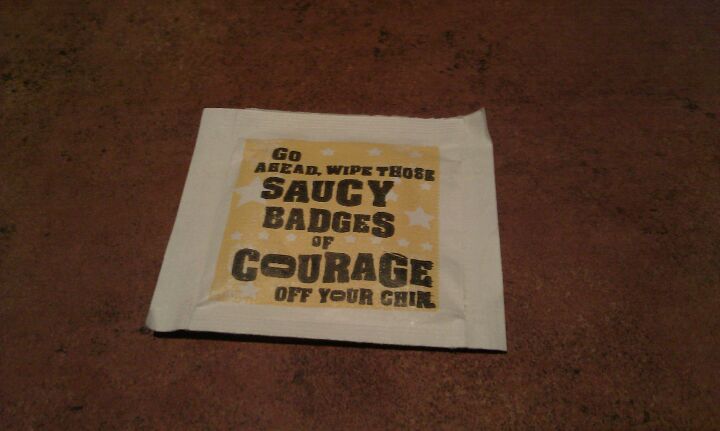 Go
AHEAD, WIPE THOSE
SAUCY
BADGES
OF
COURAGE
OFF YOUR CHIN.